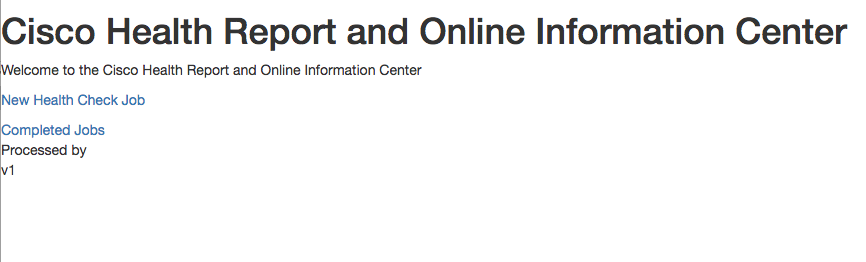 Cisco Health Report and Online Information Center
Welcome to the Cisco Health Report and Online Information Center
New Health Check Job
Completed Jobs
Processed by
v1